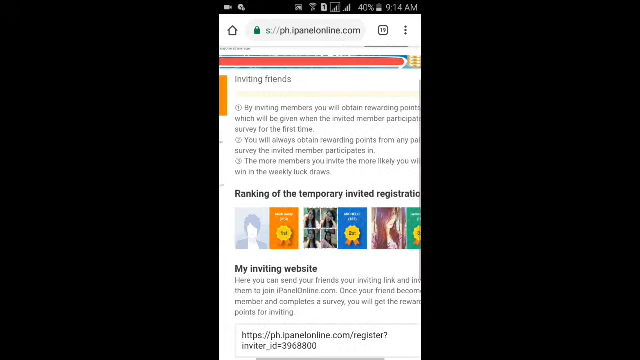 40% 9:14 AM
s://ph.ipanelonline.com
19
Inviting friends
① By inviting members you will obtain rewarding points
which will be given when the invited member participate
survey for the first time.
② You will always obtain rewarding points from any pa
survey the invited member participates in.
③ The more members you invite the more likely you will
win in the weekly luck draws.
Ranking of the temporary invited registratio
1st
2nd
My inviting website
Here you can send your friends your inviting link and inv
them to join iPanelOnline.com. Once your friend become
member and completes a survey, you will get the rewar
points for inviting.
https://ph.ipanelonline.com/register?
inviter_id=3968800